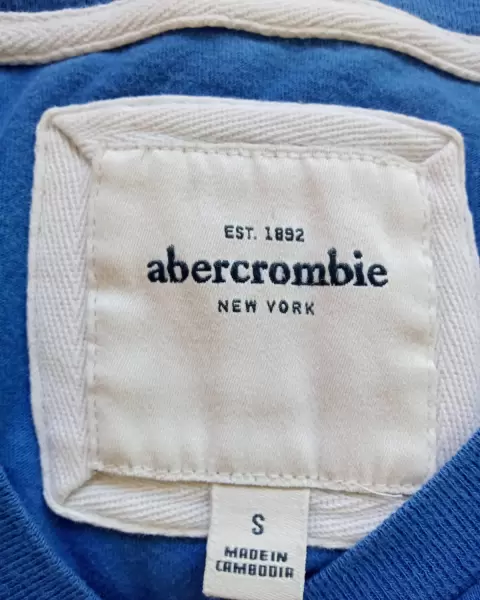 EST. 1892
abercrombie
NEW YORK
S
MADE IN
CAMBODIA